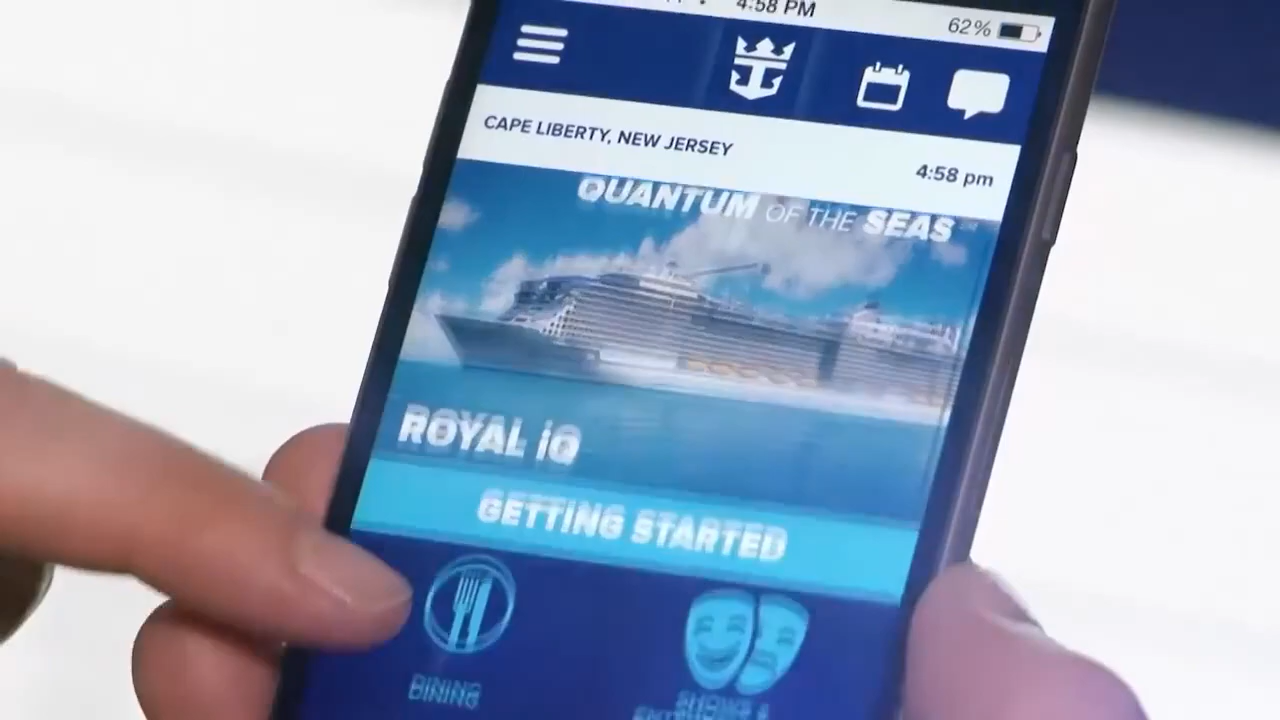 4:58 PM
62%
CAPE LIBERTY, NEW JERSEY
4:58 pm
QUANTUM OF THE SEAS
ROYAL iQ
GETTING STARTED
DINING
SHOWS &